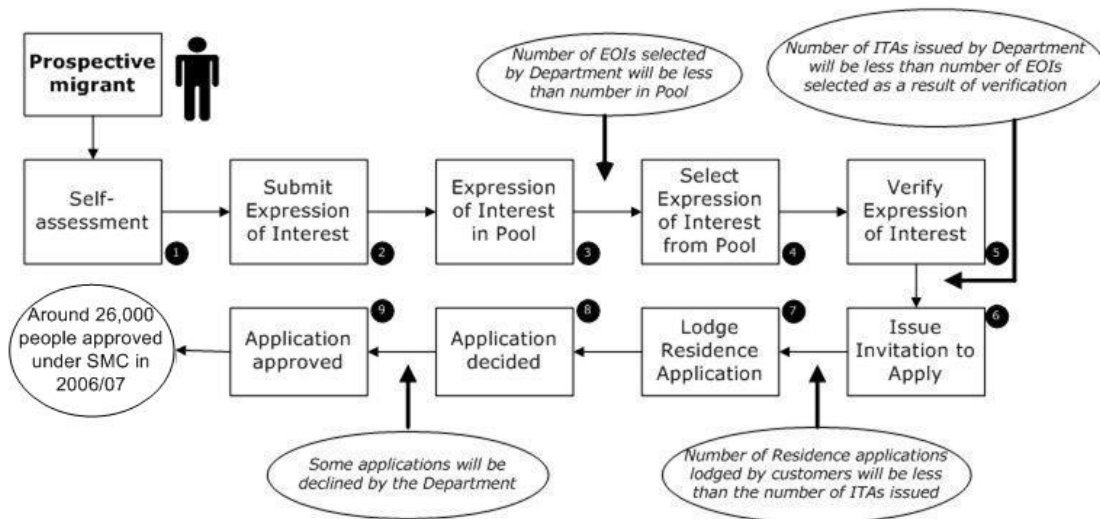 Prospective
migrant
Number of EOIs selected
by Department will be less
than number in Pool
Number of ITAs issued by Department
will be less than number of EOIs
selected as a result of verification
Self-
assessment
1
Submit
Expression
of Interest
2
Expression
of Interest
in Pool
3
Select
Expression
of Interest
from Pool
4
Verify
Expression
of Interest
5
Issue
Invitation to
Apply
6
Lodge
Residence
Application
7
Application
decided
8
Application
approved
9
Around 26,000
people approved
under SMC in
2006/07
Some applications will be
declined by the Department
Number of Residence applications
lodged by customers will be less
than the number of ITAs issued